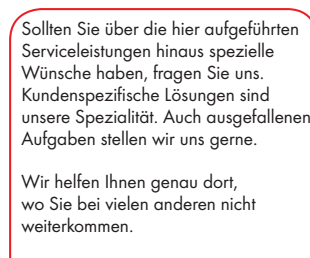 Sollten Sie über die hier aufgeführten
Serviceleistungen hinaus spezielle
Wünsche haben, fragen Sie uns.
Kundenspezifische Lösungen sind
unsere Spezialität. Auch ausgefallenen
Aufgaben stellen wir uns gerne.

Wir helfen Ihnen genau dort,
wo Sie bei vielen anderen nicht
weiterkommen.